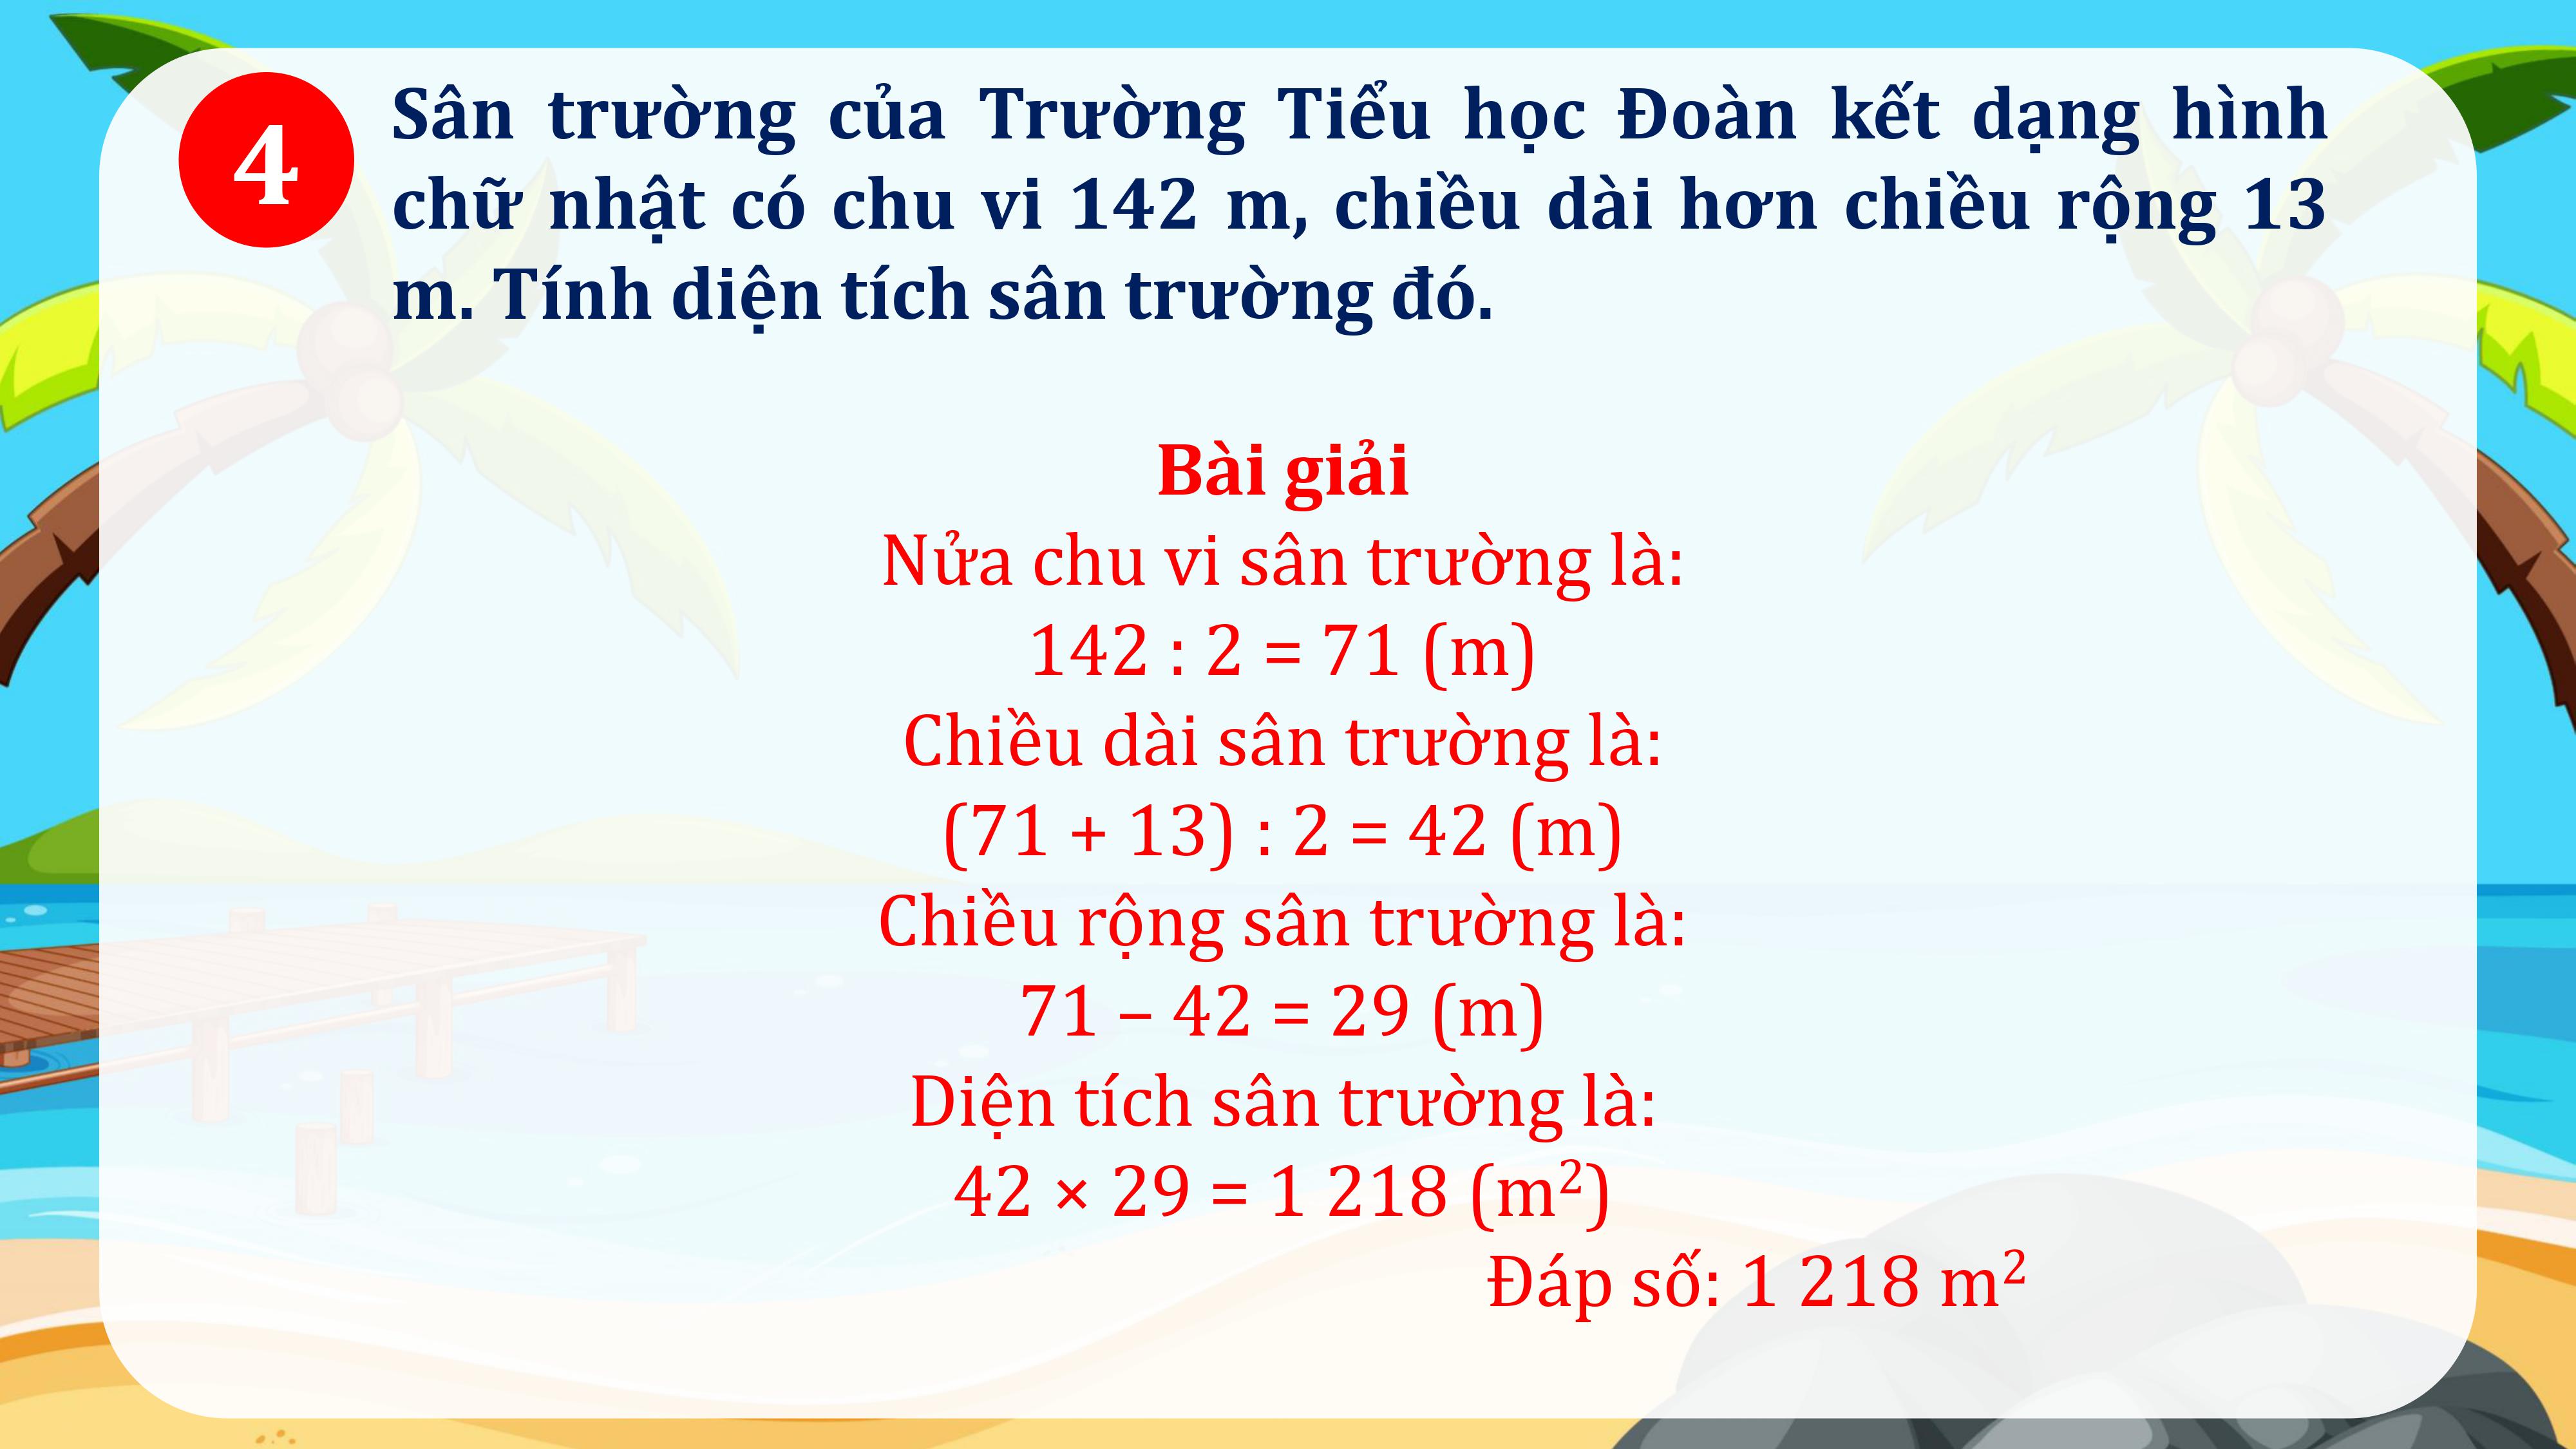 4
Sân trường của Trường Tiểu học Đoàn kết dạng hình
chữ nhật có chu vi 142 m, chiều dài hơn chiều rộng 13
m. Tính diện tích sân trường đó.
Bài giải
Nửa chu vi sân trường là:
142 : 2 = 71 (m)
Chiều dài sân trường là:
(71 + 13) : 2 = 42 (m)
Chiều rộng sân trường là:
71 – 42 = 29 (m)
Diện tích sân trường là:
42 × 29 = 1 218 (m²)
Đáp số: 1 218 m²